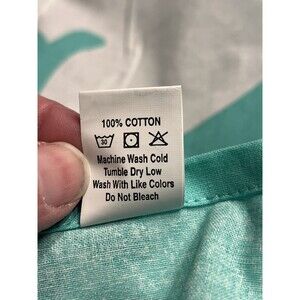 100% COTTON
30
Machine Wash Cold
Tumble Dry Low
Wash With Like Colors
Do Not Bleach